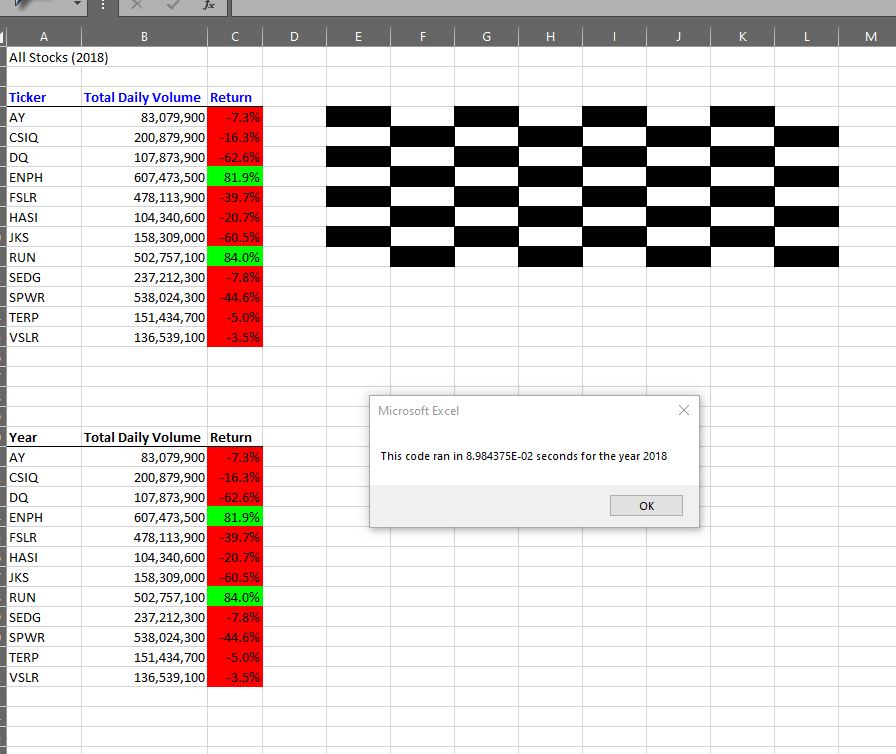 fx
A B C D E F G H I J K L M
All Stocks (2018)
Ticker Total Daily Volume Return
AY 83,079,900 -7.3%
CSIQ 200,879,900 -16.3%
DQ 107,873,900 -62.6%
ENPH 607,473,500 81.9%
FSLR 478,113,900 -39.7%
HASI 104,340,600 -20.7%
JKS 158,309,000 -60.5%
RUN 502,757,100 84.0%
SEDG 237,212,300 -7.8%
SPWR 538,024,300 -44.6%
TERP 151,434,700 -5.0%
VSLR 136,539,100 -3.5%
Microsoft Excel
This code ran in 8.984375E-02 seconds for the year 2018
OK
Year Total Daily Volume Return
AY 83,079,900 -7.3%
CSIQ 200,879,900 -16.3%
DQ 107,873,900 -62.6%
ENPH 607,473,500 81.9%
FSLR 478,113,900 -39.7%
HASI 104,340,600 -20.7%
JKS 158,309,000 -60.5%
RUN 502,757,100 84.0%
SEDG 237,212,300 -7.8%
SPWR 538,024,300 -44.6%
TERP 151,434,700 -5.0%
VSLR 136,539,100 -3.5%